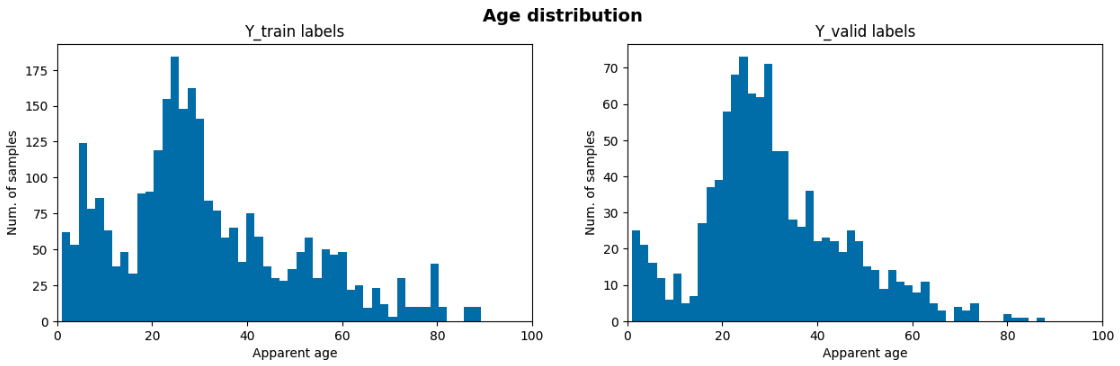 Age distribution
Y_train labels
Y_valid labels
Num. of samples
175
150
125
100
75
50
25
0
0 20 40 60 80 100
Apparent age
Num. of samples
70
60
50
40
30
20
10
0
0 20 40 60 80 100
Apparent age